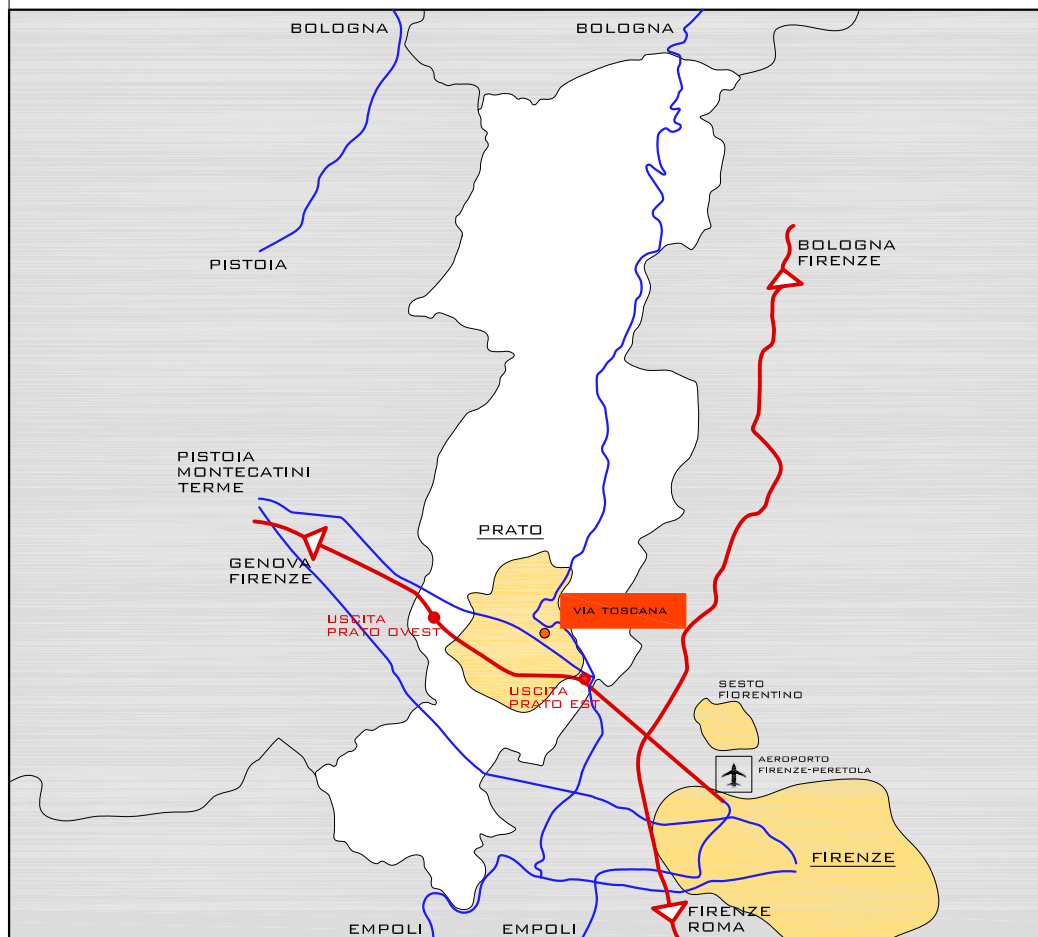 BOLOGNA
BOLOGNA
PISTOIA
BOLOGNA
FIRENZE
PISTOIA
MONTECATINI
TERME
PRATO
GENOVA
FIRENZE
VIA TOSCANA
USCITA
PRATO OVEST
USCITA
PRATO EST
SESTO
FIORENTINO
AEROPORTO
FIRENZE-PERETOLA
FIRENZE
FIRENZE
ROMA
EMPOLI
EMPOLI